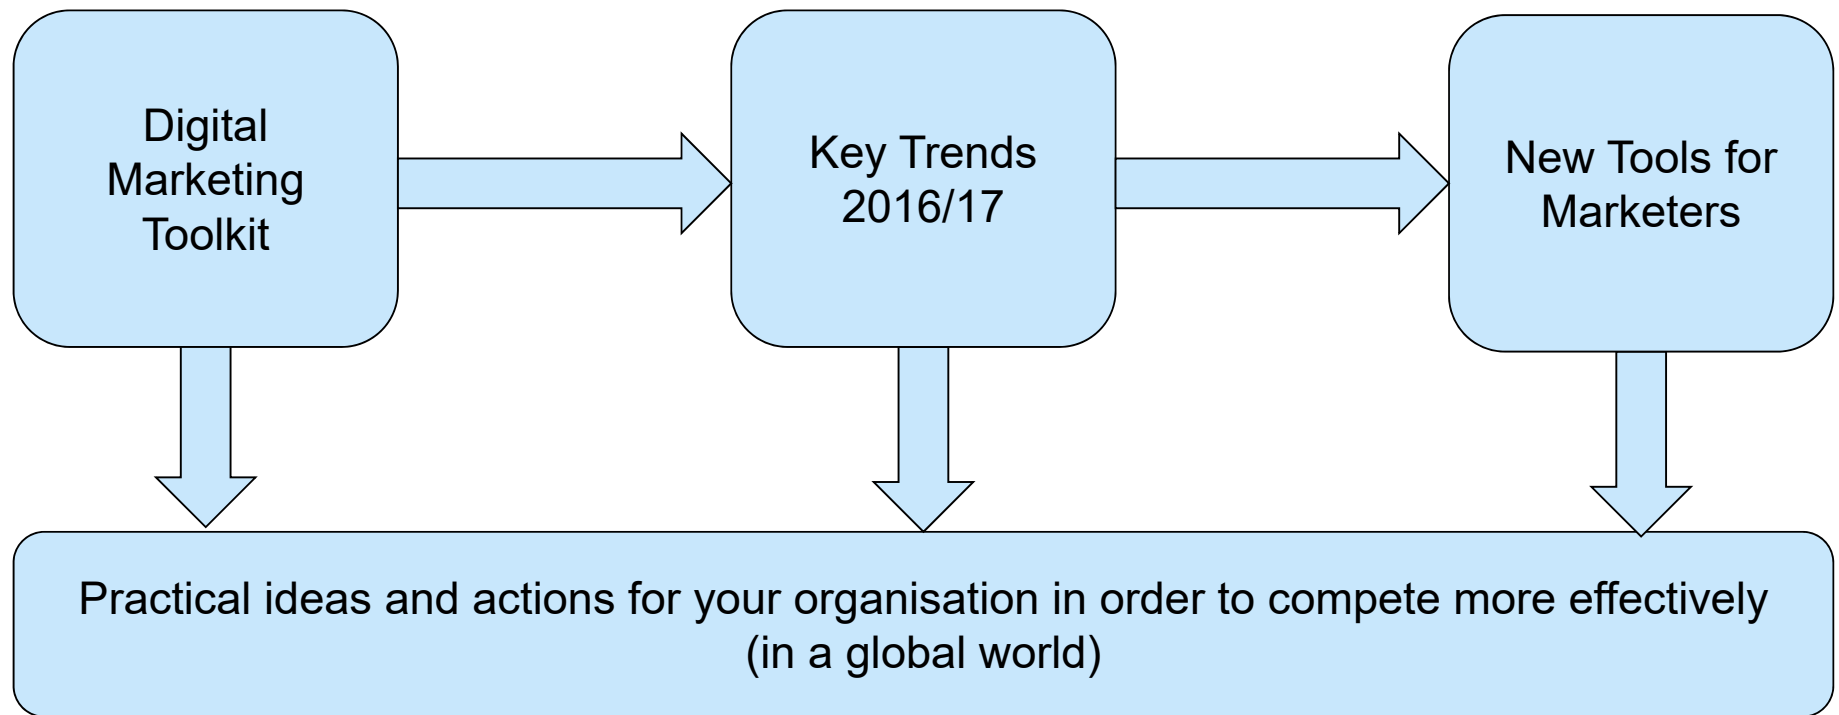 Digital
Marketing
Toolkit
Key Trends
2016/17
New Tools for
Marketers
Practical ideas and actions for your organisation in order to compete more effectively
(in a global world)